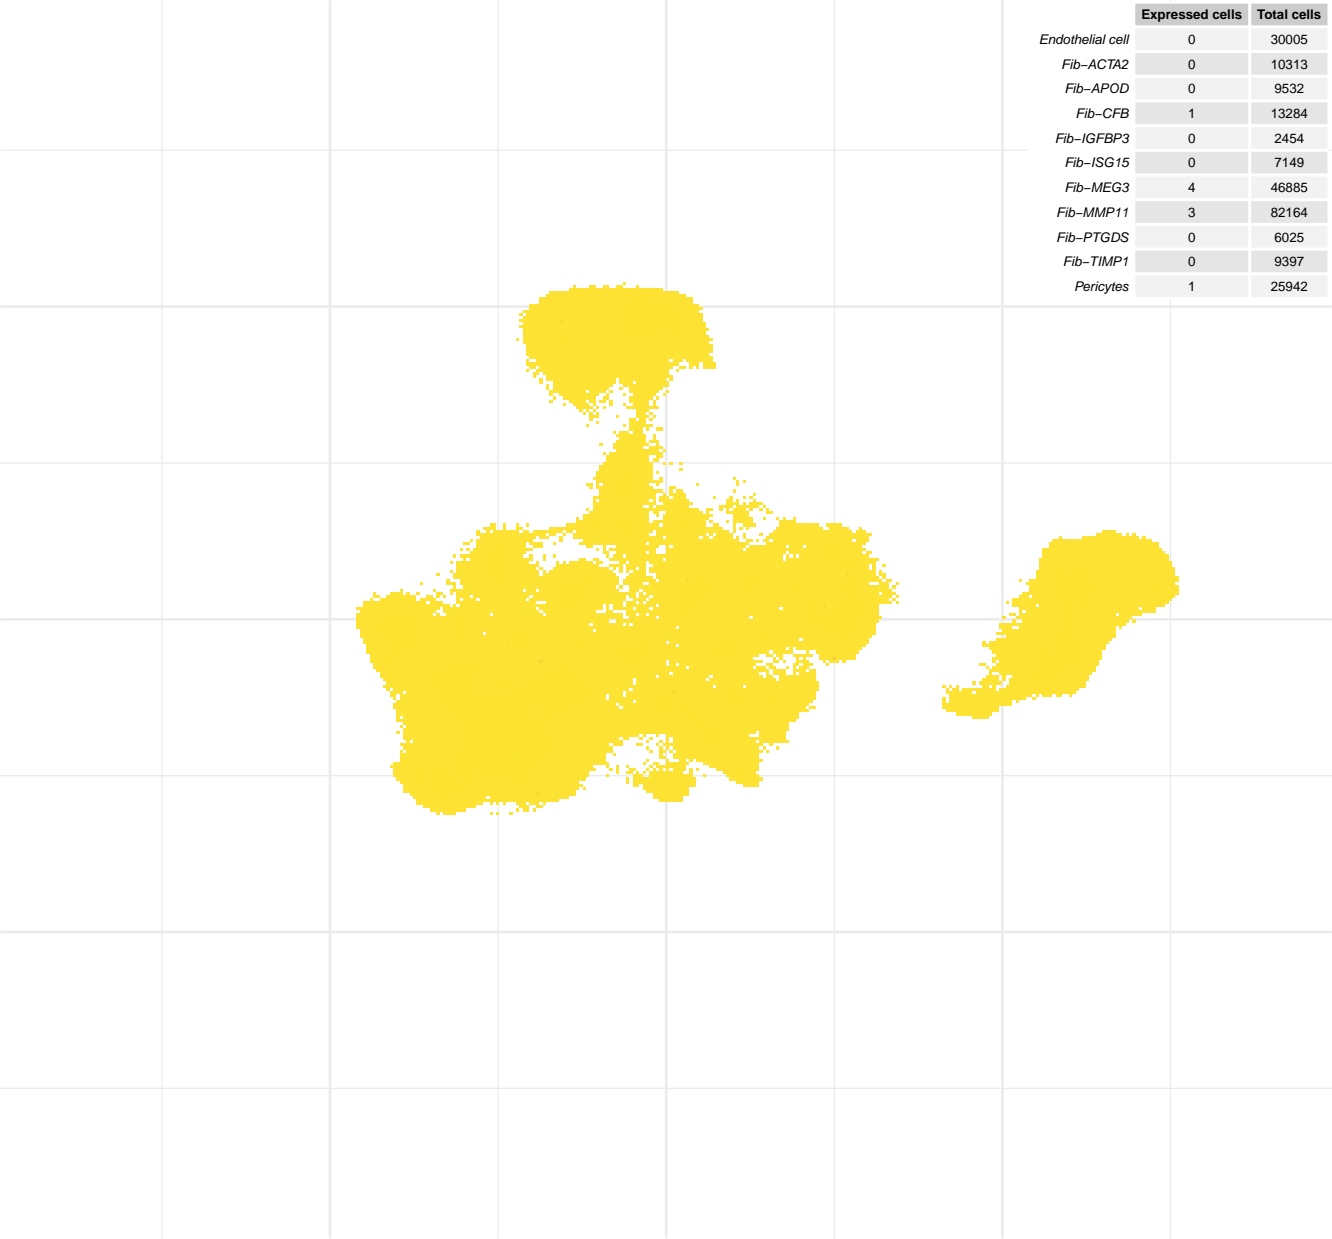 Expressed cells Total cells
Endothelial cell 0 30005
Fib−ACTA2 0 10313
Fib−APOD 0 9532
Fib−CFB 1 13284
Fib−IGFBP3 0 2454
Fib−ISG15 0 7149
Fib−MEG3 4 46885
Fib−MMP11 3 82164
Fib−PTGDS 0 6025
Fib−TIMP1 0 9397
Pericytes 1 25942